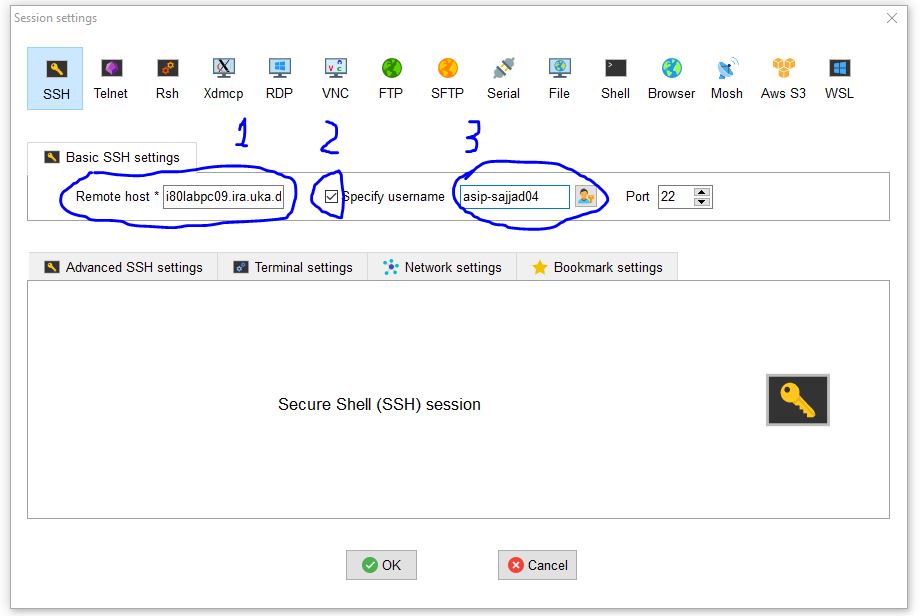 Session settings
SSH Telnet Rsh Xdmcp RDP VNC FTP SFTP Serial File Shell Browser Mosh Aws S3 WSL
1 2 3
Basic SSH settings
Remote host * i80labpc09.ira.uka.d Specify username asip-sajjad04 Port 22
Advanced SSH settings Terminal settings Network settings Bookmark settings
Secure Shell (SSH) session
OK Cancel